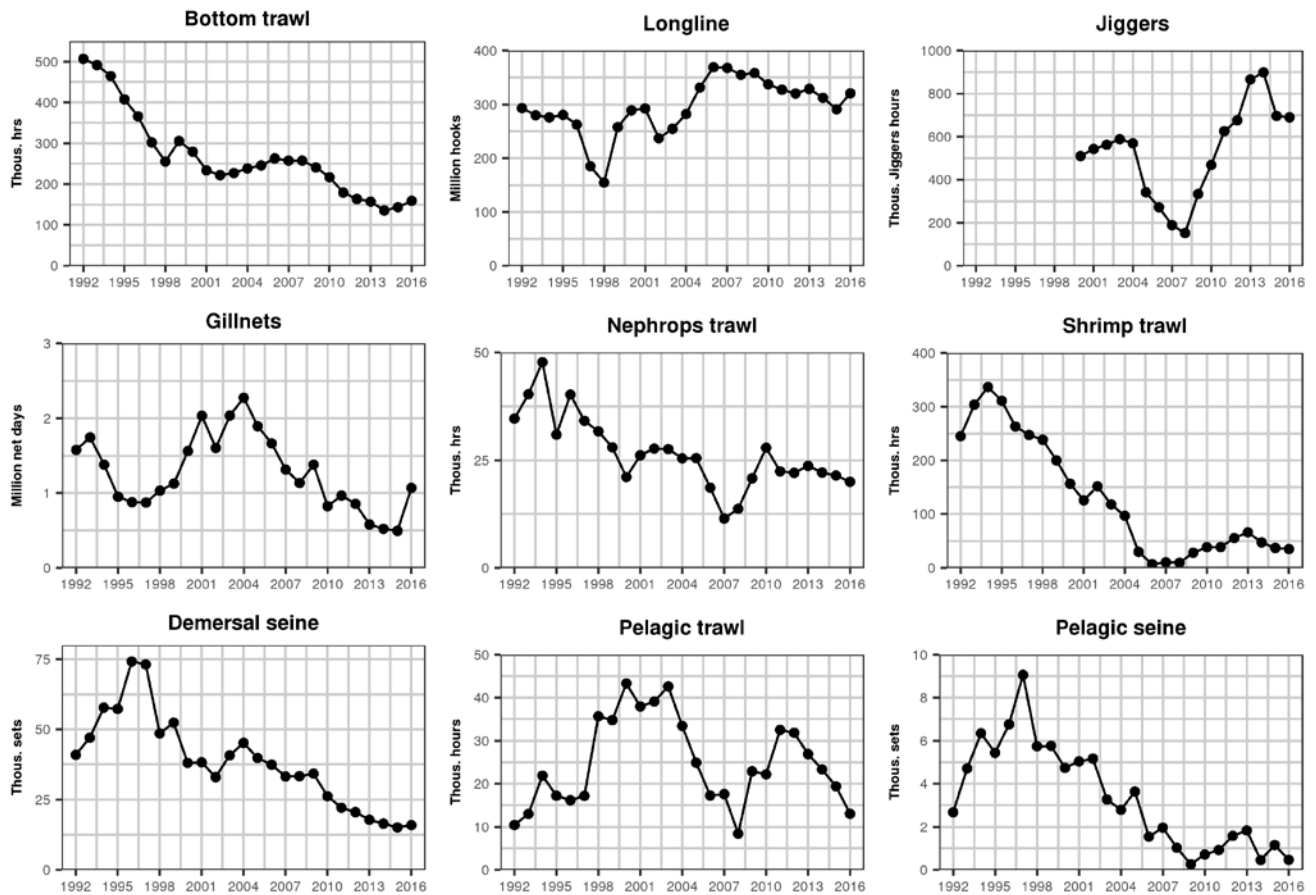 Bottom trawl
Thous. hrs
500
400
300
200
100
0
1992 1995 1998 2001 2004 2007 2010 2013 2016
Longline
Million hooks
400
300
200
100
0
1992 1995 1998 2001 2004 2007 2010 2013 2016
Jiggers
Thous. Jiggers hours
1000
800
600
400
200
0
1992 1995 1998 2001 2004 2007 2010 2013 2016
Gillnets
Million net days
3
2
1
0
1992 1995 1998 2001 2004 2007 2010 2013 2016
Nephrops trawl
Thous. hrs
50
25
0
1992 1995 1998 2001 2004 2007 2010 2013 2016
Shrimp trawl
Thous. hrs
400
300
200
100
0
1992 1995 1998 2001 2004 2007 2010 2013 2016
Demersal seine
Thous. sets
75
50
25
0
1992 1995 1998 2001 2004 2007 2010 2013 2016
Pelagic trawl
Thous. hours
50
40
30
20
10
0
1992 1995 1998 2001 2004 2007 2010 2013 2016
Pelagic seine
Thous. sets
10
8
6
4
2
0
1992 1995 1998 2001 2004 2007 2010 2013 2016